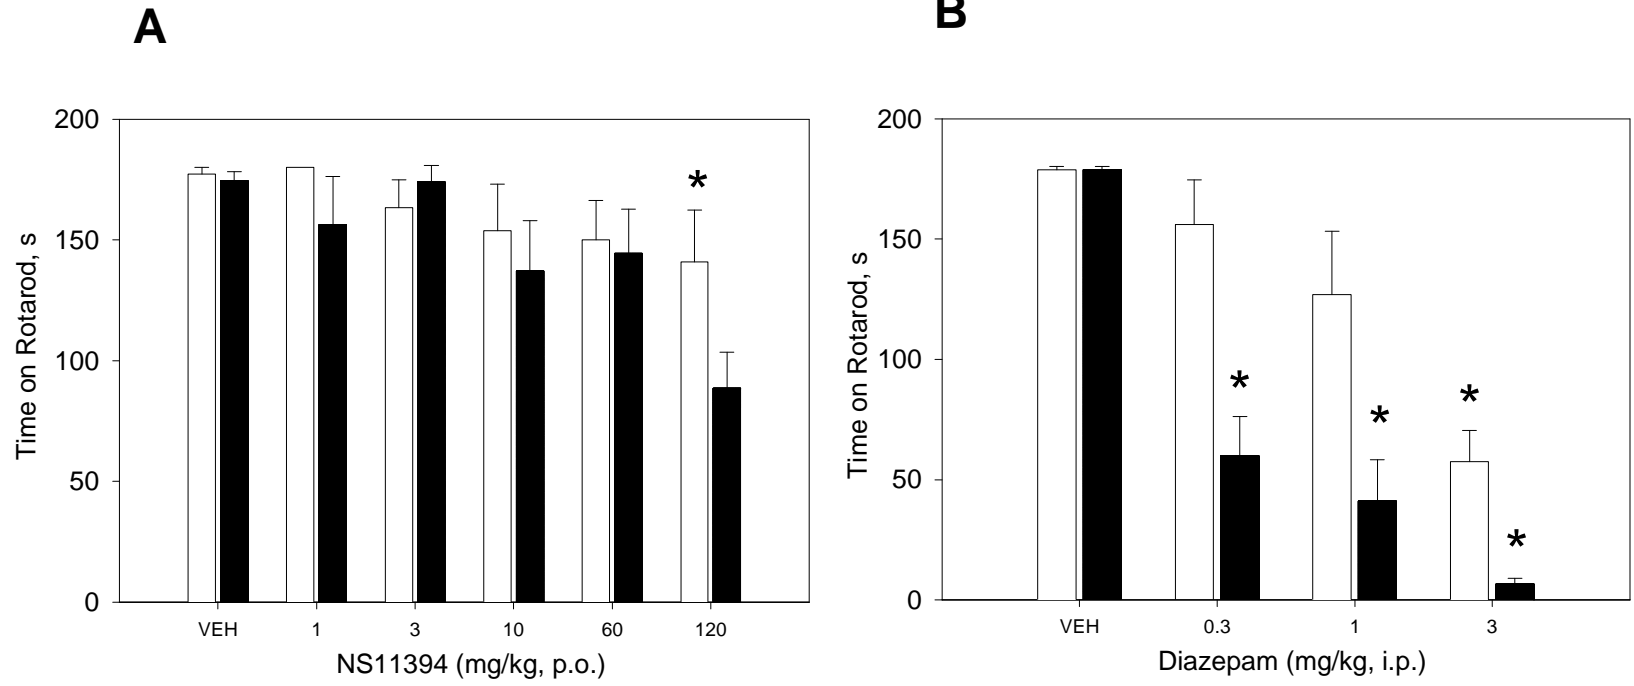 A
B
200
150
100
50
0
Time on Rotarod, s
*
VEH 1 3 10 60 120
NS11394 (mg/kg, p.o.)
200
150
100
50
0
Time on Rotarod, s
*
*
*
*
VEH 0.3 1 3
Diazepam (mg/kg, i.p.)